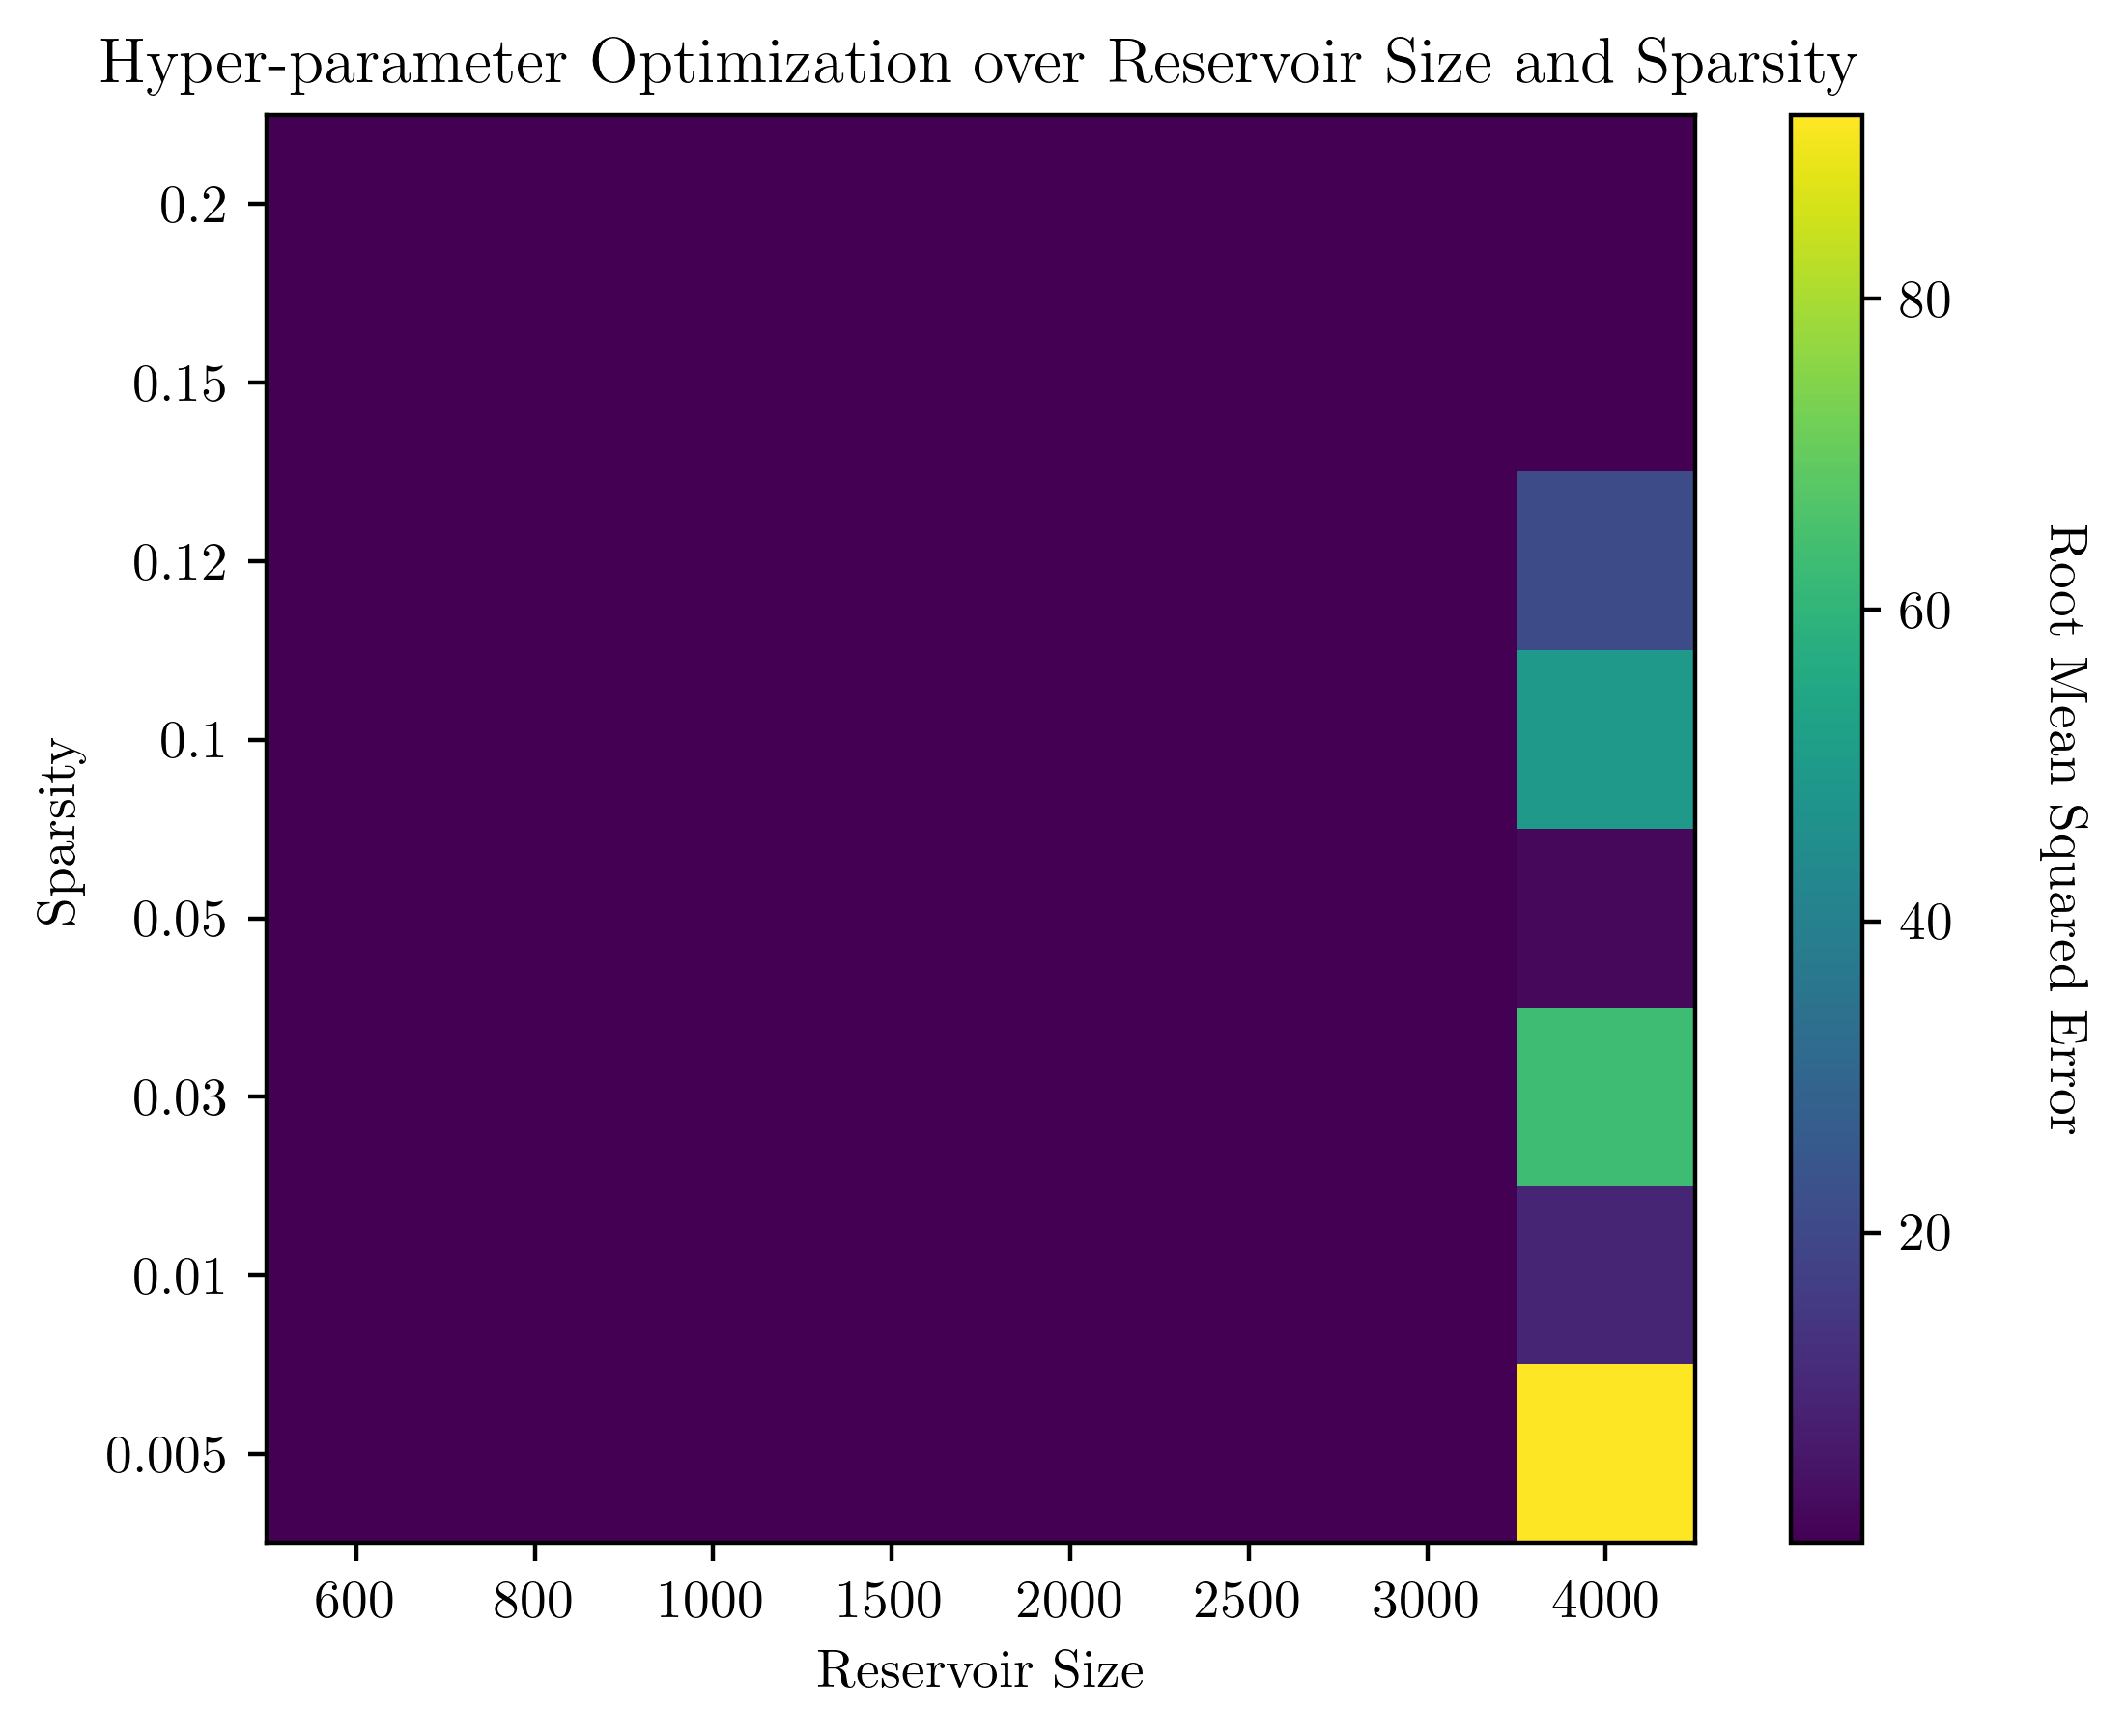 Hyper-parameter Optimization over Reservoir Size and Sparsity
0.2
0.15
0.12
0.1
0.05
0.03
0.01
0.005
Sparsity
600 800 1000 1500 2000 2500 3000 4000
Reservoir Size
80
60
40
20
Root Mean Squared Error